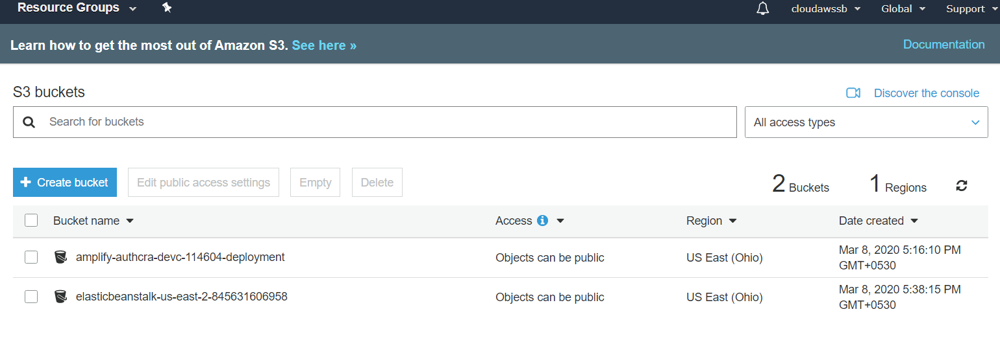 Resource Groups
cloudawssb
Global
Support
Learn how to get the most out of Amazon S3. See here »
Documentation
S3 buckets
Discover the console
Search for buckets
All access types
Create bucket
Edit public access settings
Empty
Delete
2 Buckets
1 Regions
Bucket name
Access
Region
Date created
amplify-authcra-devc-114604-deployment
Objects can be public
US East (Ohio)
Mar 8, 2020 5:16:10 PM
GMT+0530
elasticbeanstalk-us-east-2-845631606958
Objects can be public
US East (Ohio)
Mar 8, 2020 5:38:15 PM
GMT+0530